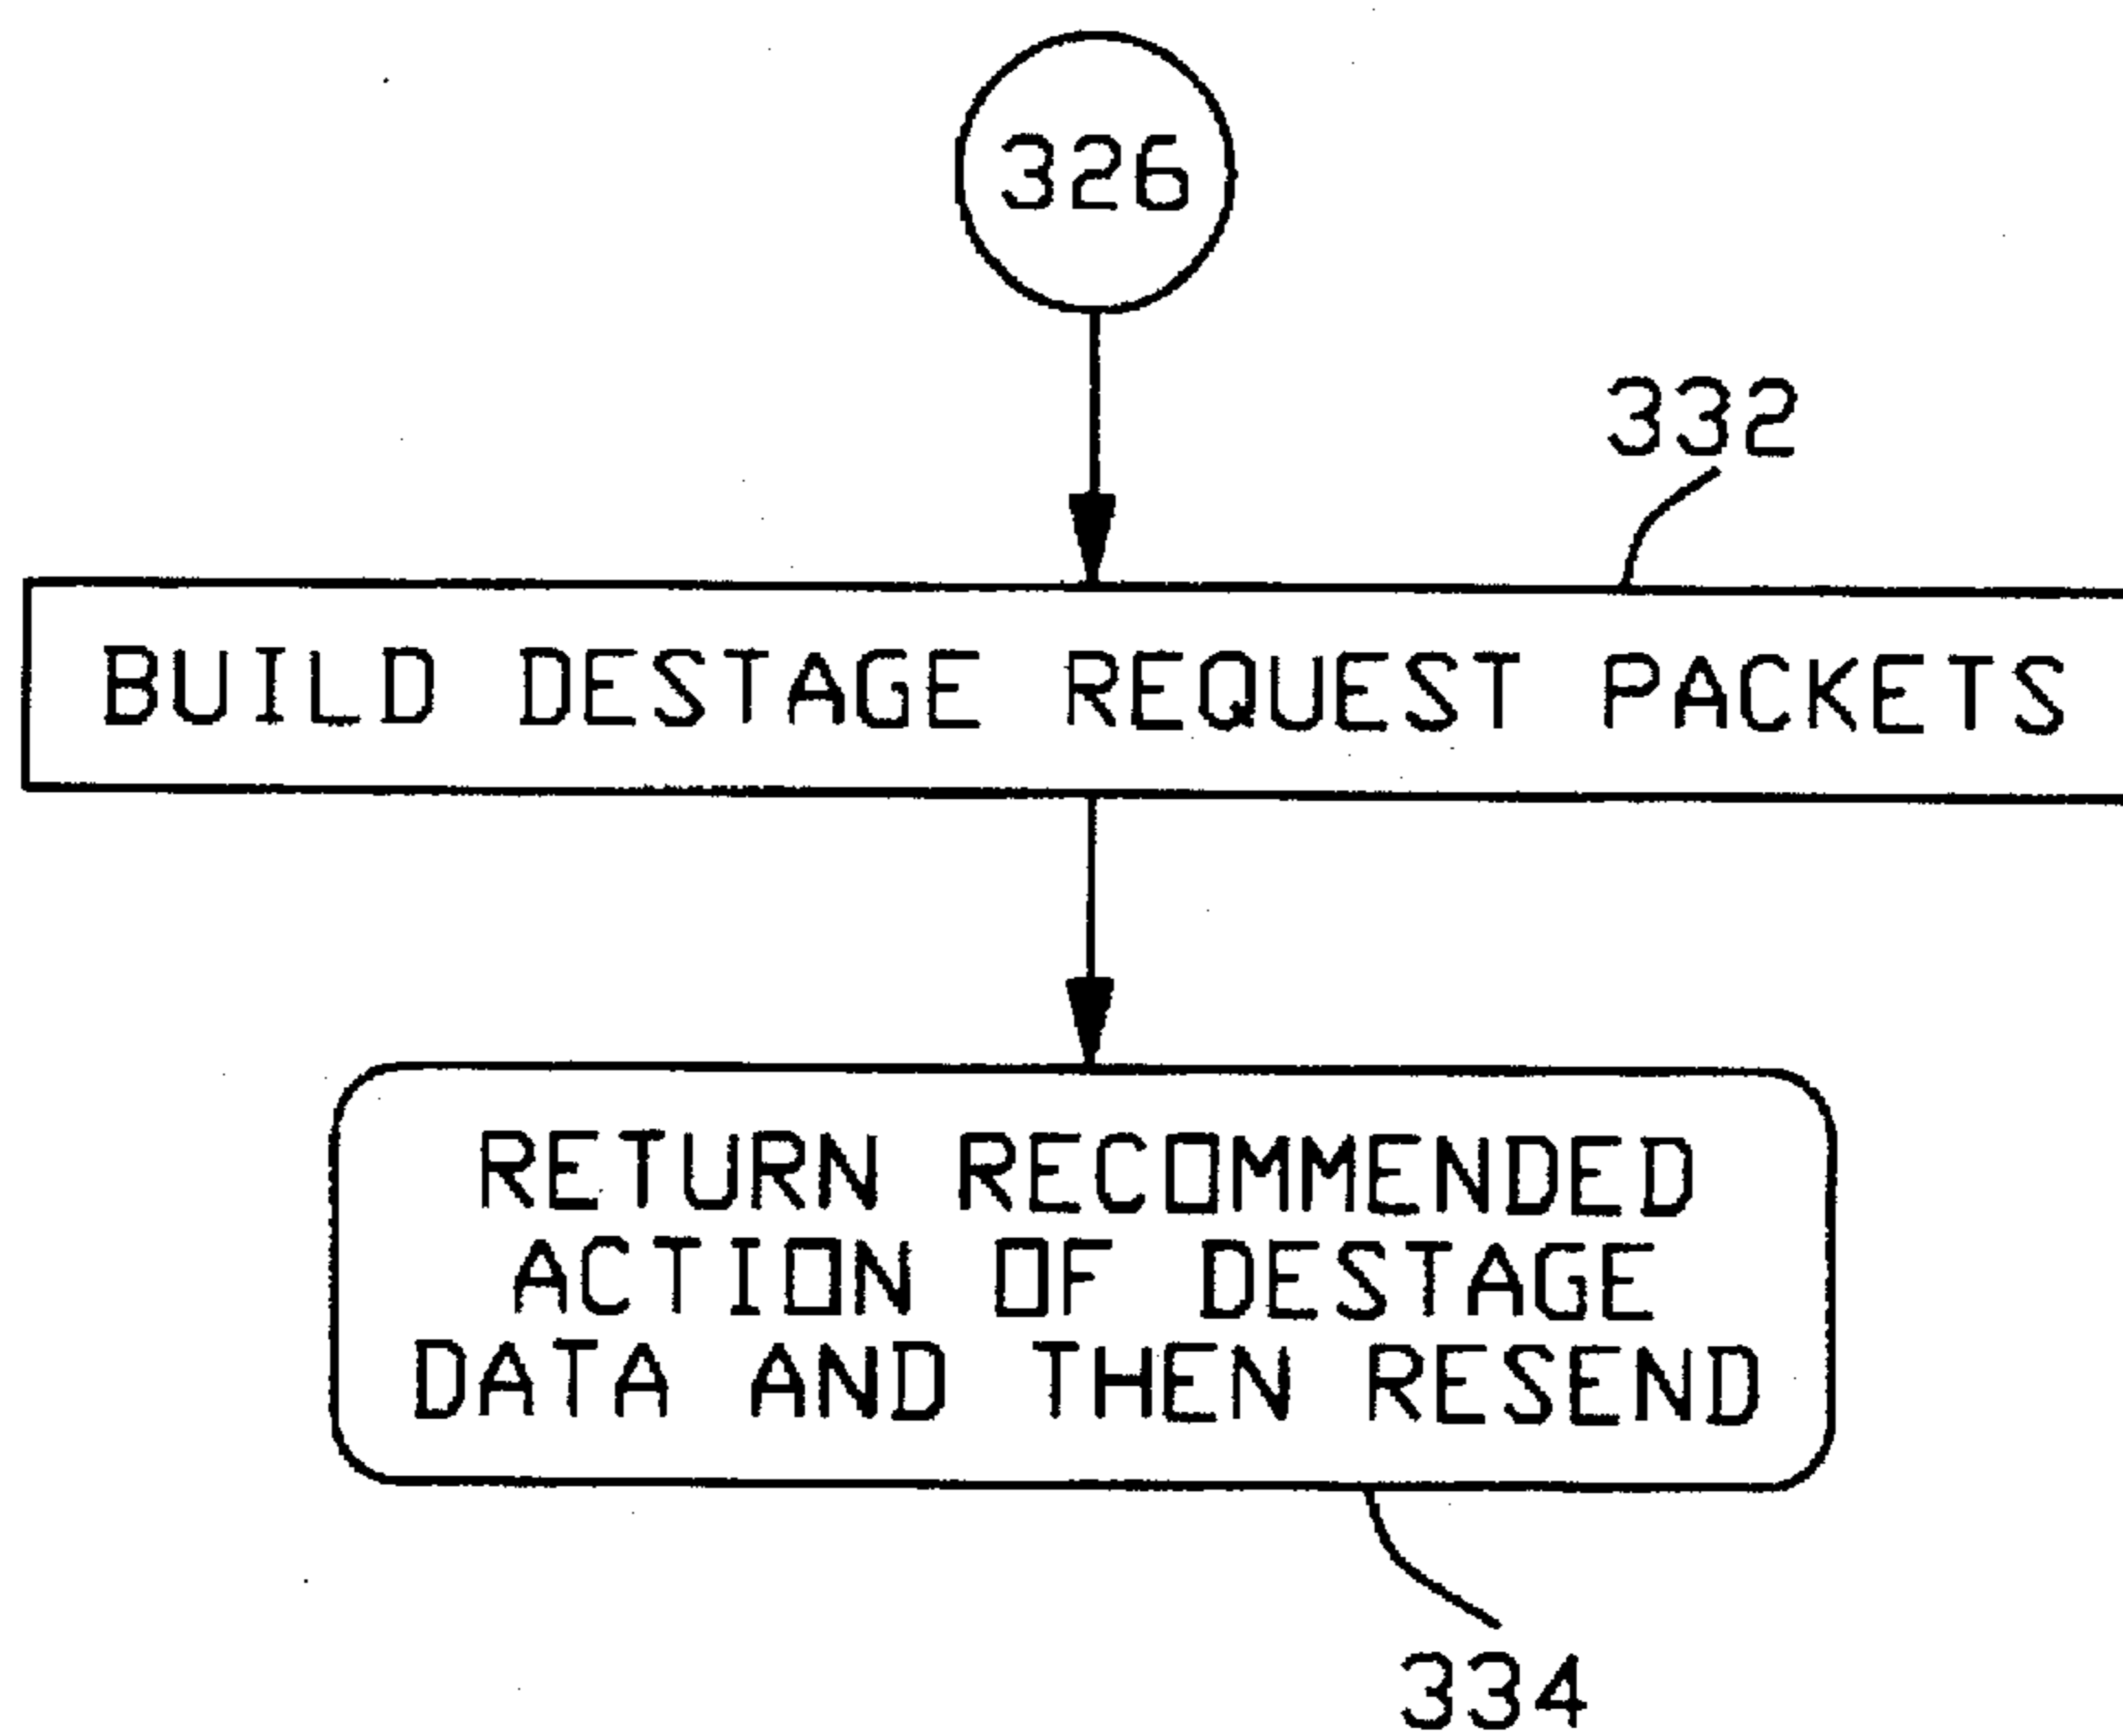 326
332
BUILD DESTAGE REQUEST PACKETS
RETURN RECOMMENDED
ACTION OF DESTAGE
DATA AND THEN RESEND
334